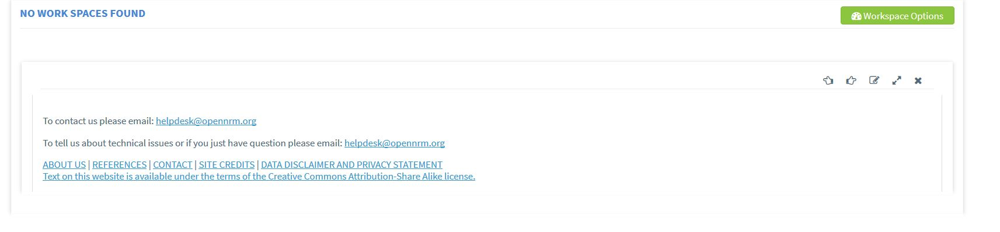 NO WORK SPACES FOUND
Workspace Options
To contact us please email: helpdesk@opennrm.org
To tell us about technical issues or if you just have question please email: helpdesk@opennrm.org
ABOUT US | REFERENCES | CONTACT | SITE CREDITS | DATA DISCLAIMER AND PRIVACY STATEMENT
Text on this website is available under the terms of the Creative Commons Attribution-Share Alike license.